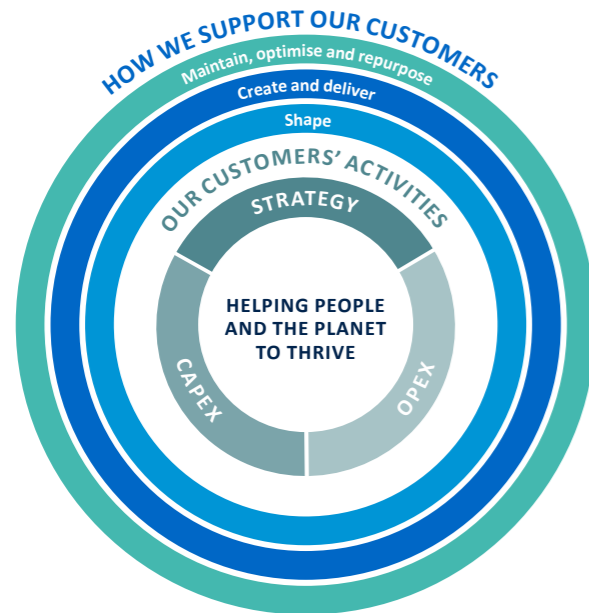 HOW WE SUPPORT OUR CUSTOMERS
Maintain, optimise and repurpose
Create and deliver
Shape
OUR CUSTOMERS’ ACTIVITIES
STRATEGY
HELPING PEOPLE
AND THE PLANET
TO THRIVE
CAPEX
OPEX